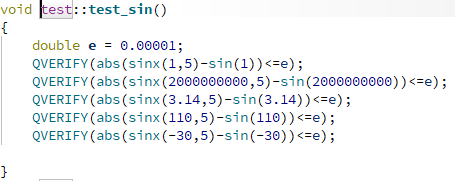 void test::test_sin()
{
    double e = 0.00001;
    QVERIFY(abs(sinx(1,5)-sin(1))<=e);
    QVERIFY(abs(sinx(2000000000,5)-sin(2000000000))<=e);
    QVERIFY(abs(sinx(3.14,5)-sin(3.14))<=e);
    QVERIFY(abs(sinx(110,5)-sin(110))<=e);
    QVERIFY(abs(sinx(-30,5)-sin(-30))<=e);
}